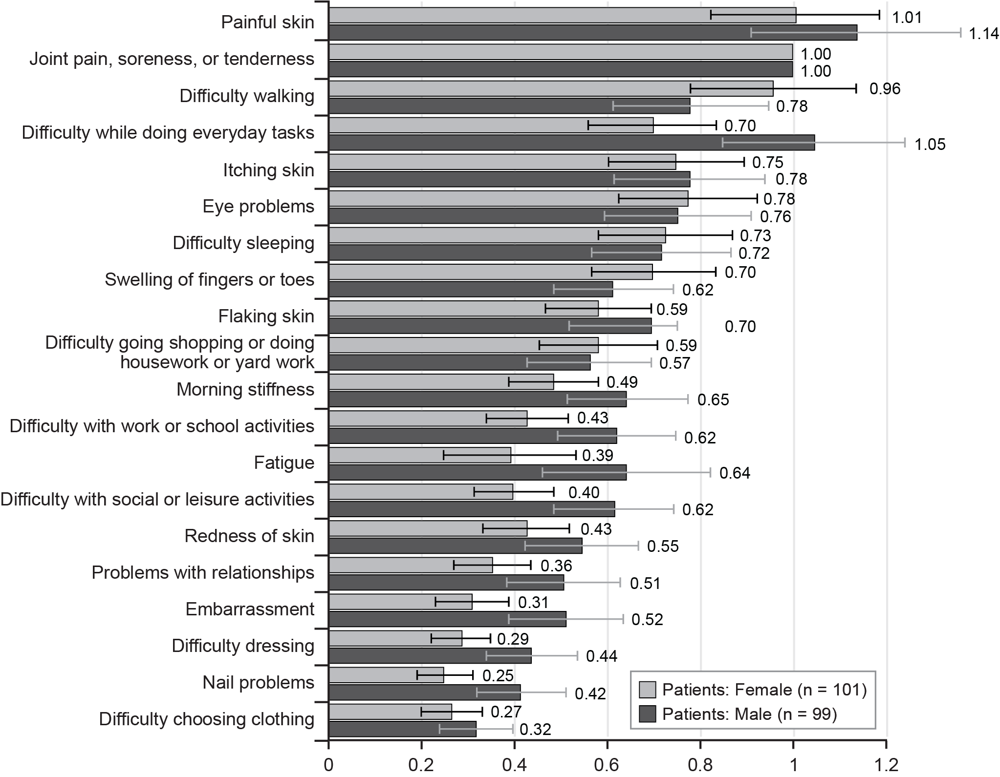 Painful skin
1.01
1.14
Joint pain, soreness, or tenderness
1.00
1.00
Difficulty walking
0.96
0.78
Difficulty while doing everyday tasks
0.70
1.05
Itching skin
0.75
0.78
Eye problems
0.78
0.76
Difficulty sleeping
0.73
0.72
Swelling of fingers or toes
0.70
0.62
Flaking skin
0.59
0.70
Difficulty going shopping or doing
housework or yard work
0.59
0.57
Morning stiffness
0.49
0.65
Difficulty with work or school activities
0.43
0.62
Fatigue
0.39
0.64
Difficulty with social or leisure activities
0.40
0.62
Redness of skin
0.43
0.55
Problems with relationships
0.36
0.51
Embarrassment
0.31
0.52
Difficulty dressing
0.29
0.44
Nail problems
0.25
0.42
Difficulty choosing clothing
0.27
0.32
Patients: Female (n = 101)
Patients: Male (n = 99)
0 0.2 0.4 0.6 0.8 1 1.2